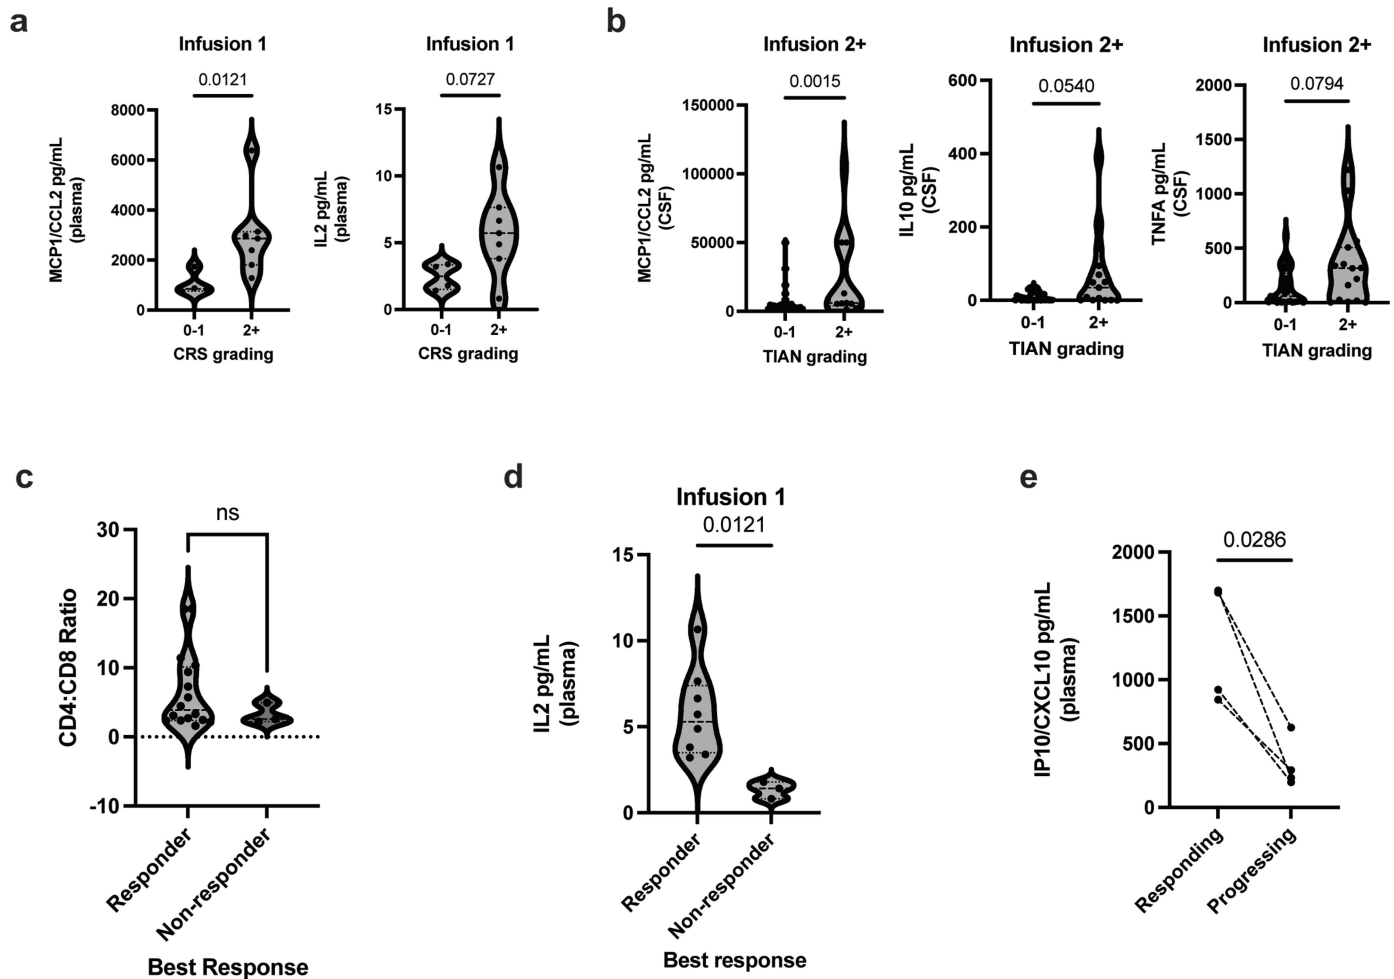 a
Infusion 1
0.0121
8000
6000
4000
2000
0
MCP1/CCL2 pg/mL
(plasma)
0-1
2+
CRS grading
Infusion 1
0.0727
15
10
5
0
IL2 pg/mL
(plasma)
0-1
2+
CRS grading
b
Infusion 2+
0.0015
150000
100000
50000
0
MCP1/CCL2 pg/mL
(CSF)
0-1
2+
TIAN grading
Infusion 2+
0.0540
600
400
200
0
IL10 pg/mL
(CSF)
0-1
2+
TIAN grading
Infusion 2+
0.0794
2000
1500
1000
500
0
TNFA pg/mL
(CSF)
0-1
2+
TIAN grading
c
ns
30
20
10
0
-10
CD4:CD8 Ratio
Responder
Non-responder
Best Response
d
Infusion 1
0.0121
15
10
5
0
IL2 pg/mL
(plasma)
Responder
Non-responder
Best response
e
0.0286
2000
1500
1000
500
0
IP10/CXCL10 pg/mL
(plasma)
Responding
Progressing